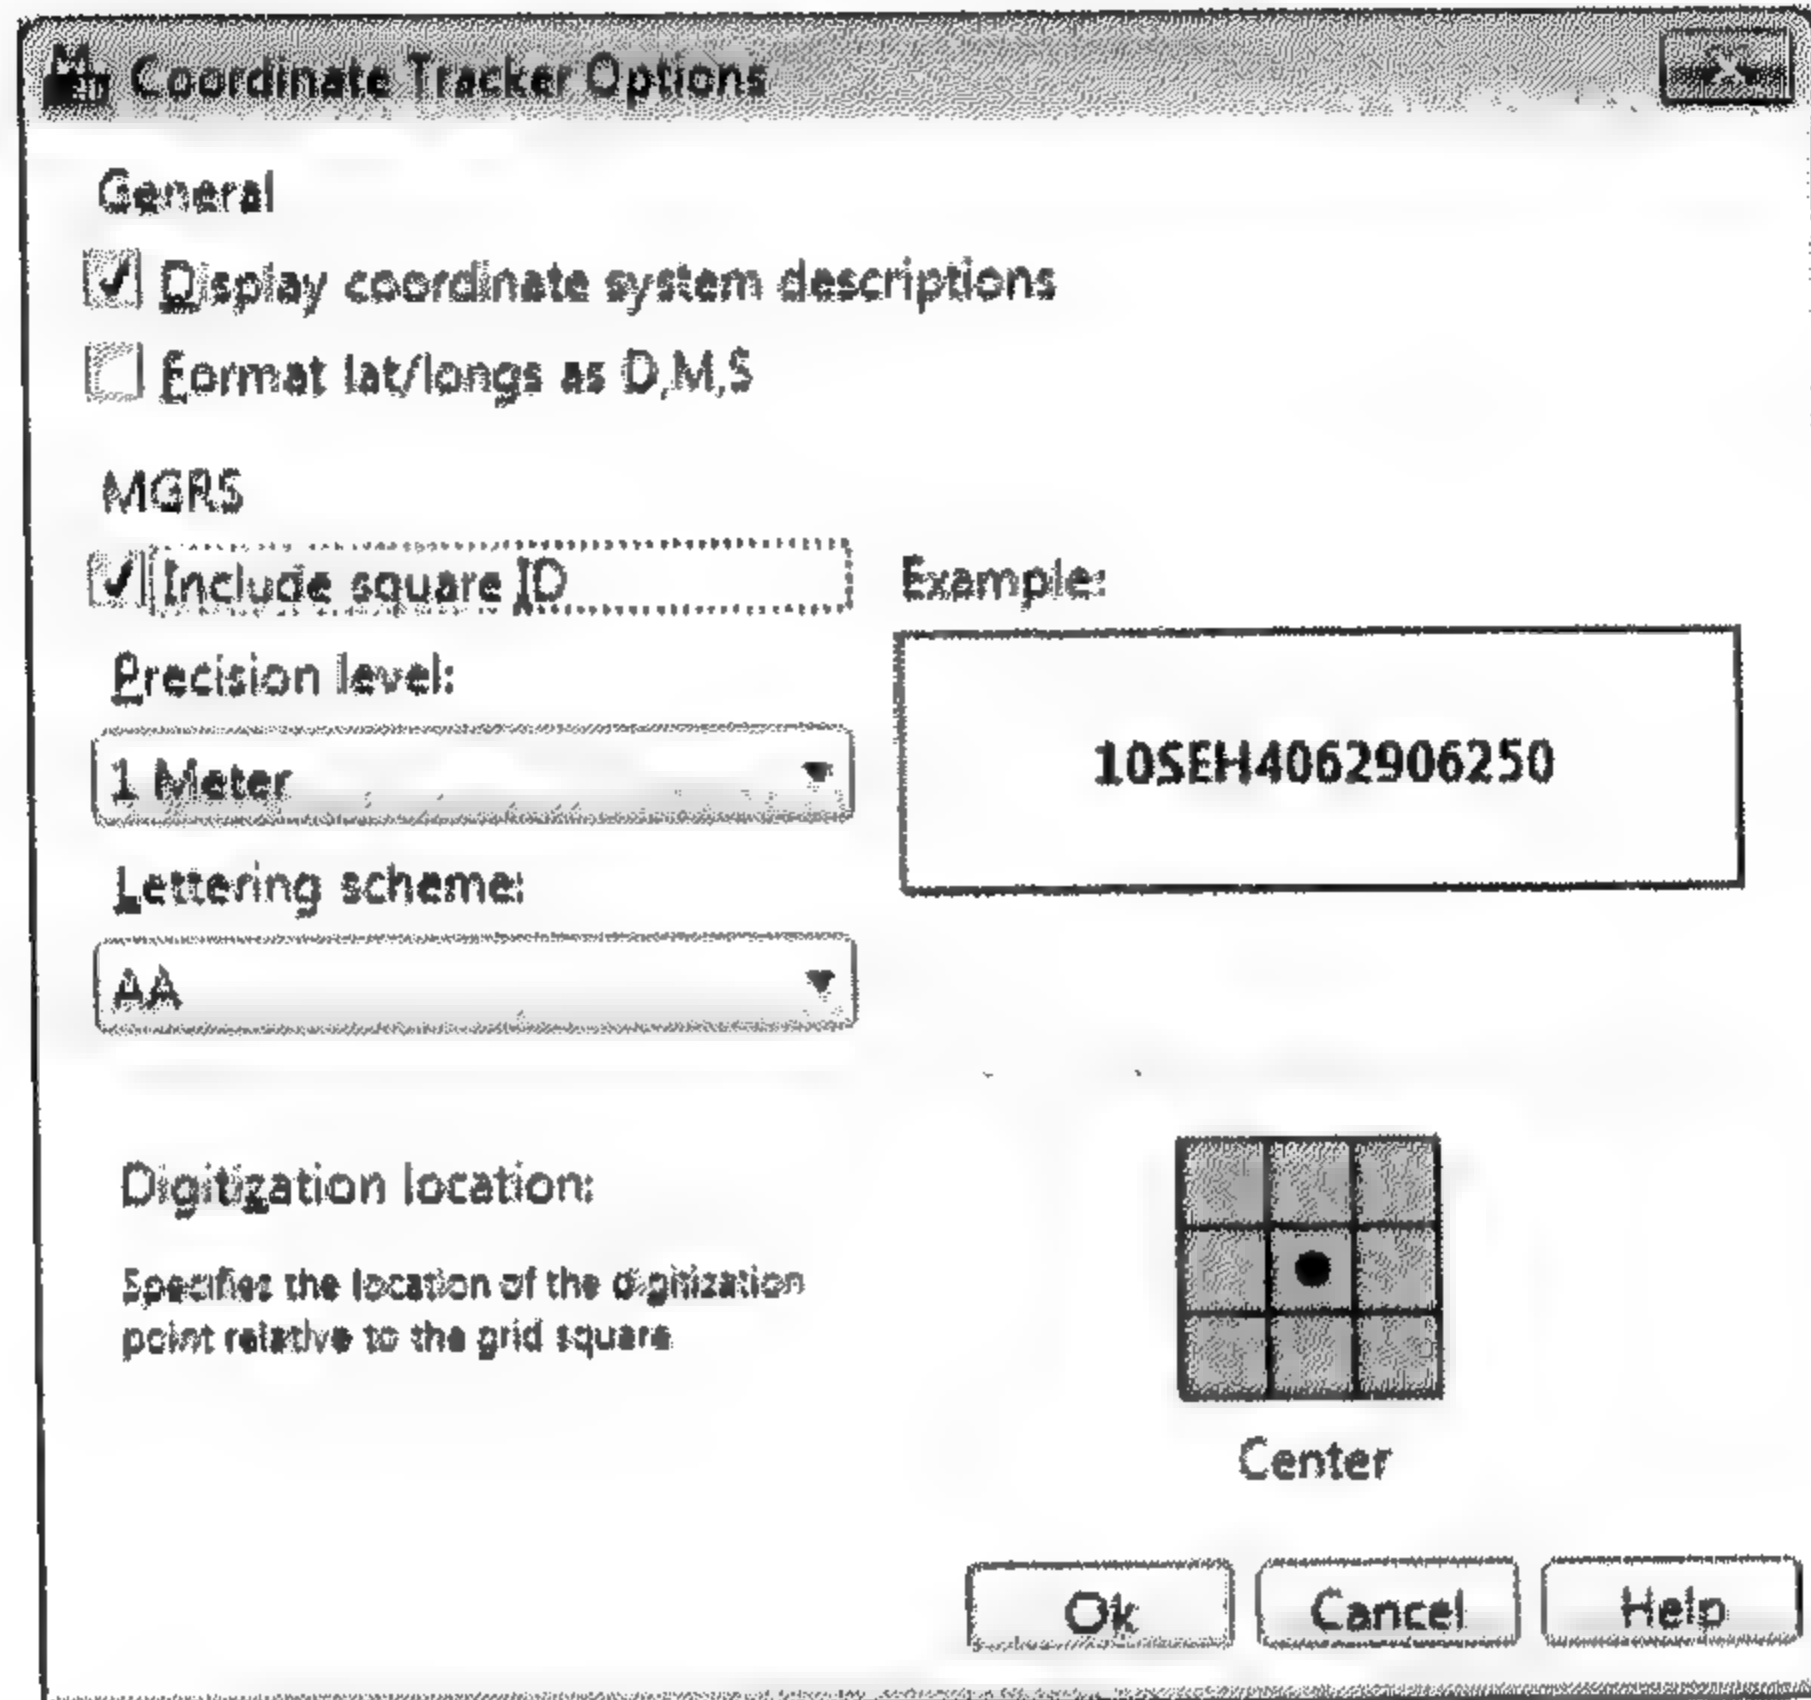 Coordinate Tracker Options
General
Display coordinate system descriptions
Format lat/longs as D,M,S
MGRS
Include square ID
Example:
Precision level:
10SEH4062906250
1 Meter
Lettering scheme:
AA
Digitization location:
Specifies the location of the digitization
point relative to the grid square
Center
Ok
Cancel
Help